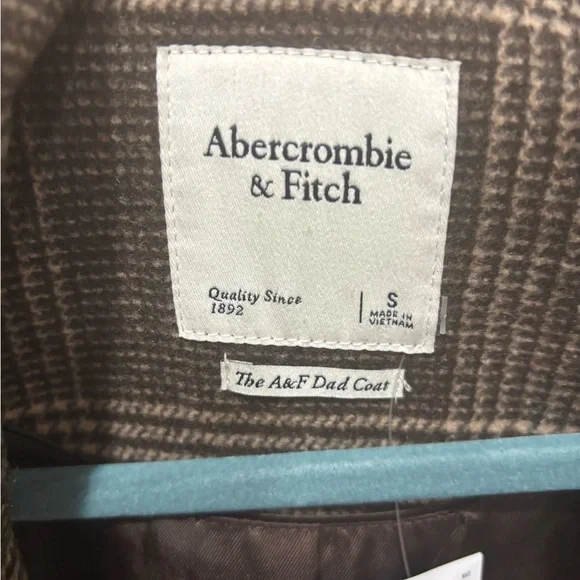 Abercrombie
& Fitch
Quality Since
1892
S
MADE IN
VIETNAM
The A&F Dad Coat